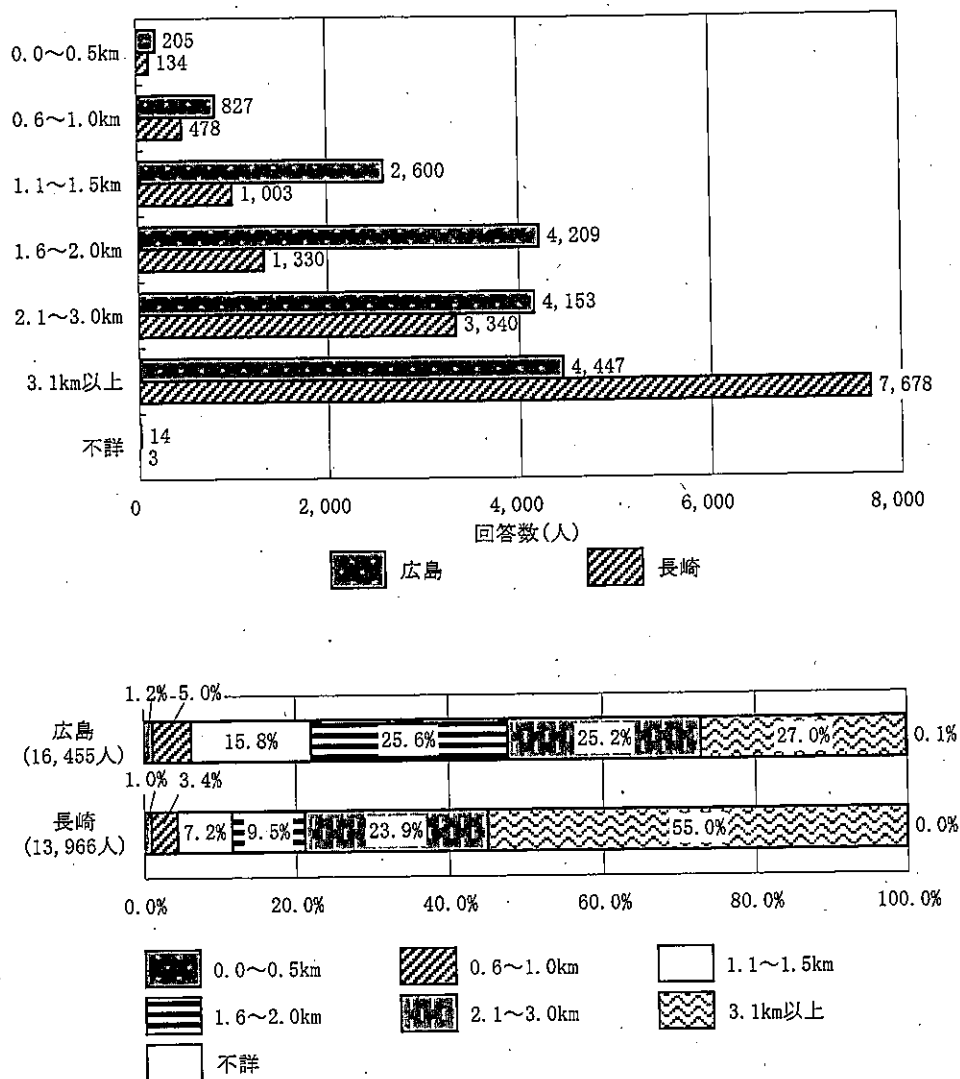 0.0～0.5km
205
134
0.6～1.0km
827
478
1.1～1.5km
2,600
1,003
1.6～2.0km
4,209
1,330
2.1～3.0km
4,153
3,340
3.1km以上
4,447
7,678
不詳
14
3
0 2,000 4,000 6,000 8,000
回答数(人)
広島 長崎
1.2% 5.0%
広島
(16,455人)
15.8% 25.6% 25.2% 27.0% 0.1%
1.0% 3.4%
長崎
(13,966人)
7.2% 9.5% 23.9% 55.0% 0.0%
0.0% 20.0% 40.0% 60.0% 80.0% 100.0%
0.0～0.5km 0.6～1.0km 1.1～1.5km
1.6～2.0km 2.1～3.0km 3.1km以上
不詳